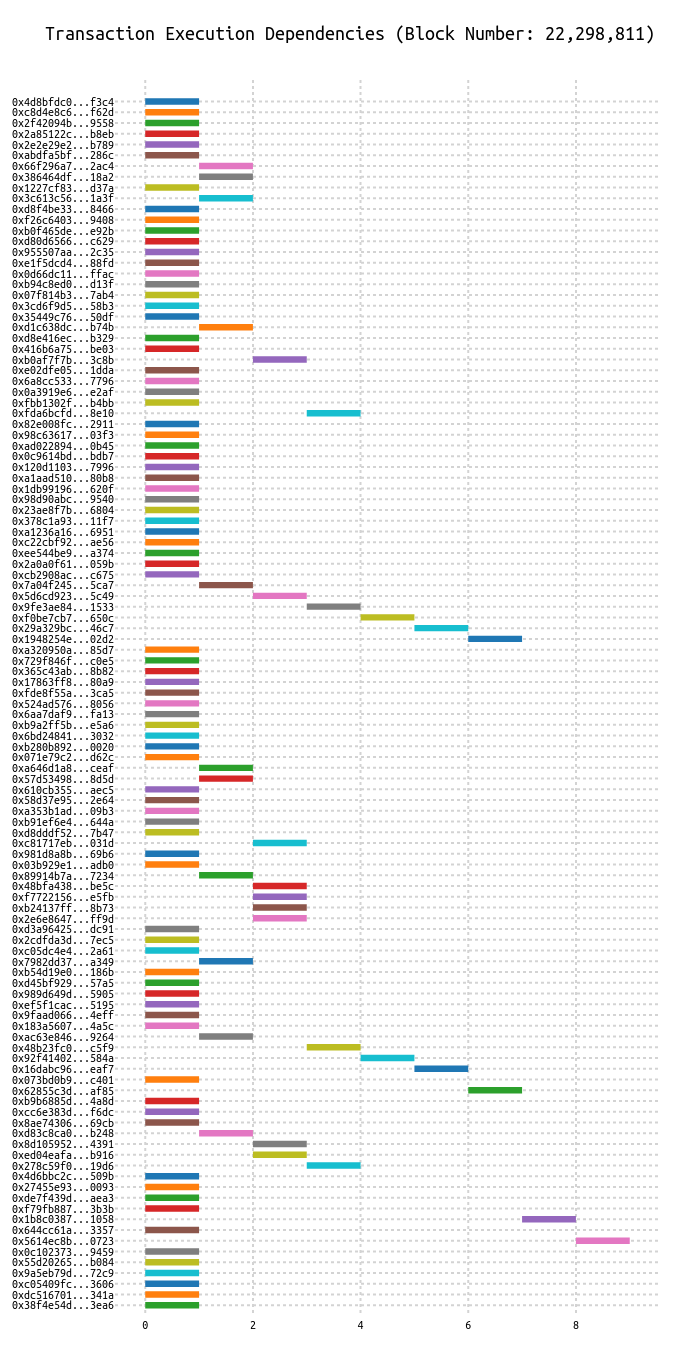 Transaction Execution Dependencies (Block Number: 22,298,811)
0x4d8bfdc0...f3c4
0xc8d4e8c6...f62d
0x2f42094b...9558
0x2a85122c...b8eb
0x2e2e29e2...b789
0xabdfa5bf...286c
0x66f296a7...2ac4
0x386464df...18a2
0x1227cf83...d37a
0x3c613c56...1a3f
0xd8f4be33...8466
0xf26c6403...9408
0xb0f465de...e92b
0xd80d6566...c629
0x955507aa...2c35
0xe1f5dcd4...88fd
0x0d66dc11...ffac
0xb94c8ed0...d13f
0x07f814b3...7ab4
0x3cd6f9d5...58b3
0x35449c76...50df
0xd1c638dc...b74b
0xd8e416ec...b329
0x416b6a75...be03
0xb0af7f7b...3c8b
0xe02dfe05...1dda
0x6a8cc533...7796
0x0a3919e6...e2af
0xfbb1302f...b4bb
0xfda6bcfd...8e10
0x82e008fc...2911
0x98c63617...03f3
0xad022894...0b45
0x0c9614bd...bdb7
0x120d1103...7996
0xa1aad510...80b8
0x1db99196...620f
0x98d90abc...9540
0x23ae8f7b...6804
0x378c1a93...11f7
0xa1236a16...6951
0xc22cbf92...ae56
0xee544be9...a374
0x2a0a0f61...059b
0xcb2908ac...c675
0x7a04f245...5ca7
0x5d6cd923...5c49
0x9fe3ae84...1533
0xf0be7cb7...650c
0x29a329bc...46c7
0x1948254e...02d2
0xa320950a...85d7
0x729f846f...c0e5
0x365c43ab...8b82
0x17863ff8...80a9
0xfde8f55a...3ca5
0x524ad576...8056
0x6aa7daf9...fa13
0xb9a2ff5b...e5a6
0x6bd24841...3032
0xb280b892...0020
0x071e79c2...d62c
0xa646d1a8...ceaf
0x57d53498...8d5d
0x610cb355...aec5
0x58d37e95...2e64
0xa353b1ad...09b3
0xb91ef6e4...644a
0xd8dddf52...7b47
0xc81717eb...031d
0x981d8a8b...69b6
0x03b929e1...adb0
0x89914b7a...7234
0x48bfa438...be5c
0xf7722156...e5fb
0xb24137ff...8b73
0x2e6e8647...ff9d
0xd3a96425...dc91
0x2cdfda3d...7ec5
0xc05dc4e4...2a61
0x7982dd37...a349
0xb54d19e0...186b
0xd45bf929...57a5
0x989d649d...5905
0xef5f1cac...5195
0x9faad066...4eff
0x183a5607...4a5c
0xac63e846...9264
0x48b23fc0...c5f9
0x92f41402...584a
0x16dabc96...eaf7
0x073bd0b9...c401
0x62855c3d...af85
0xb9b6885d...4a8d
0xcc6e383d...f6dc
0x8ae74306...69cb
0xd83c8ca0...b248
0x8d105952...4391
0xed04eafa...b916
0x278c59f0...19d6
0x4d6bbc2c...509b
0x27455e93...0093
0xde7f439d...aea3
0xf79fb887...3b3b
0x1b8c0387...1058
0x644cc61a...3357
0x5614ec8b...0723
0x0c102373...9459
0x55d20265...b084
0x9a5eb79d...72c9
0xc05409fc...3606
0xdc516701...341a
0x38f4e54d...3ea6
0 2 4 6 8